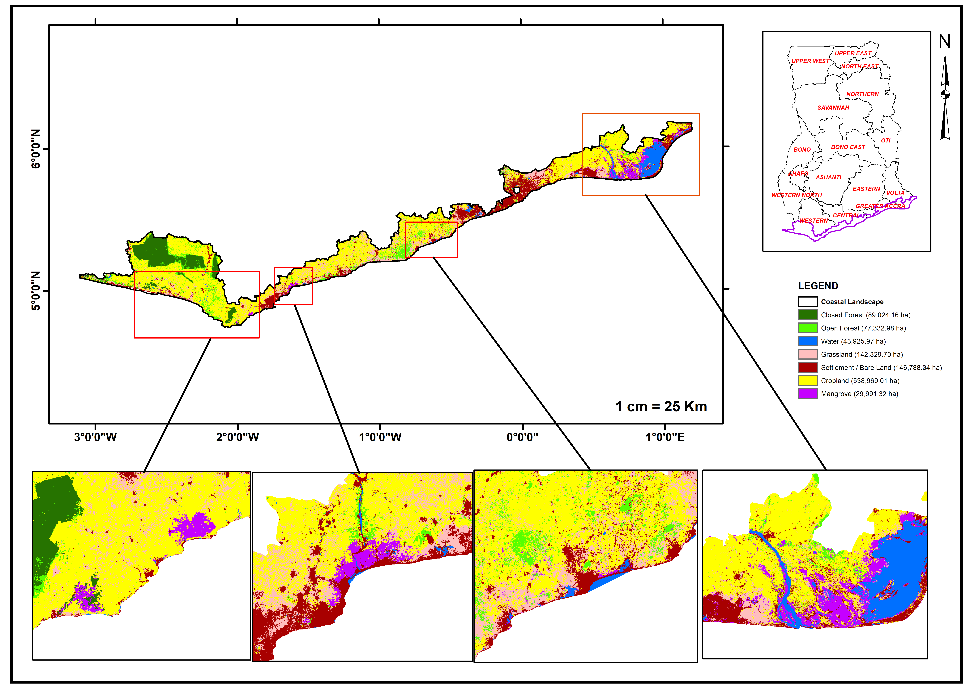 N
UPPER EAST
UPPER WEST
NORTH EAST
NORTHERN
SAVANNAH
OTI
BONO
BONO EAST
AHAFO
ASHANTI
EASTERN
VOLTA
WESTERN NORTH
GREATER ACCRA
CENTRAL
WESTERN
6°0'0"N
5°0'0"N
LEGEND
Coastal Landscape
Closed Forest
Open Forest
Water
Grassland
Settlement / Bare Land
Cropland
Mangrove
1 cm = 25 Km
3°0'0"W
2°0'0"W
1°0'0"W
0°0'0"
1°0'0"E